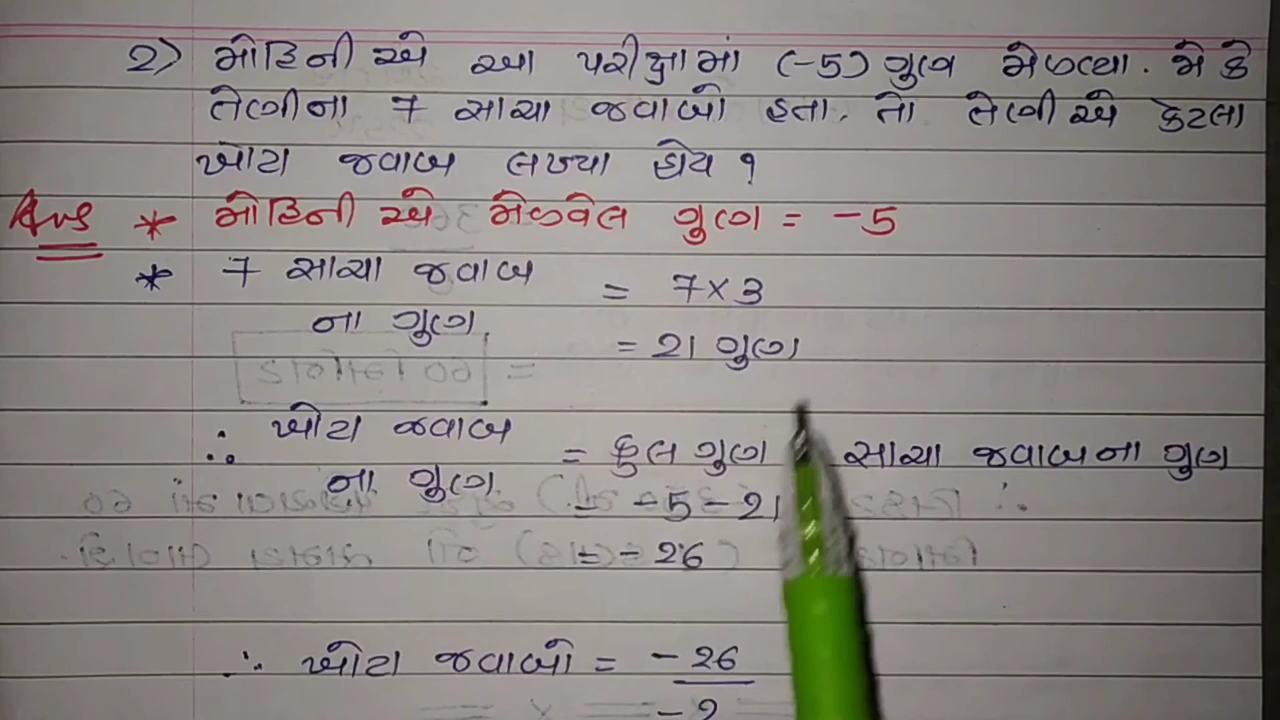 2) મોહિની એ આ પરીક્ષામાં (-5) ગુણ મેળવ્યા. જો કે
તેણીના 7 સાચા જવાબો હતા, તો તેણી એ કેટલા
ખોટા જવાબ લખ્યા હોય ?
Ans * મોહિની એ મેળવેલ ગુણ = -5
* 7 સાચા જવાબ ના ગુણ = 7 x 3
= 21 ગુણ
∴ ખોટા જવાબ ના ગુણ = કુલ ગુણ સાચા જવાબના ગુણ
= -5 - 21
= - 26
∴ ખોટા જવાબો = -26
-2